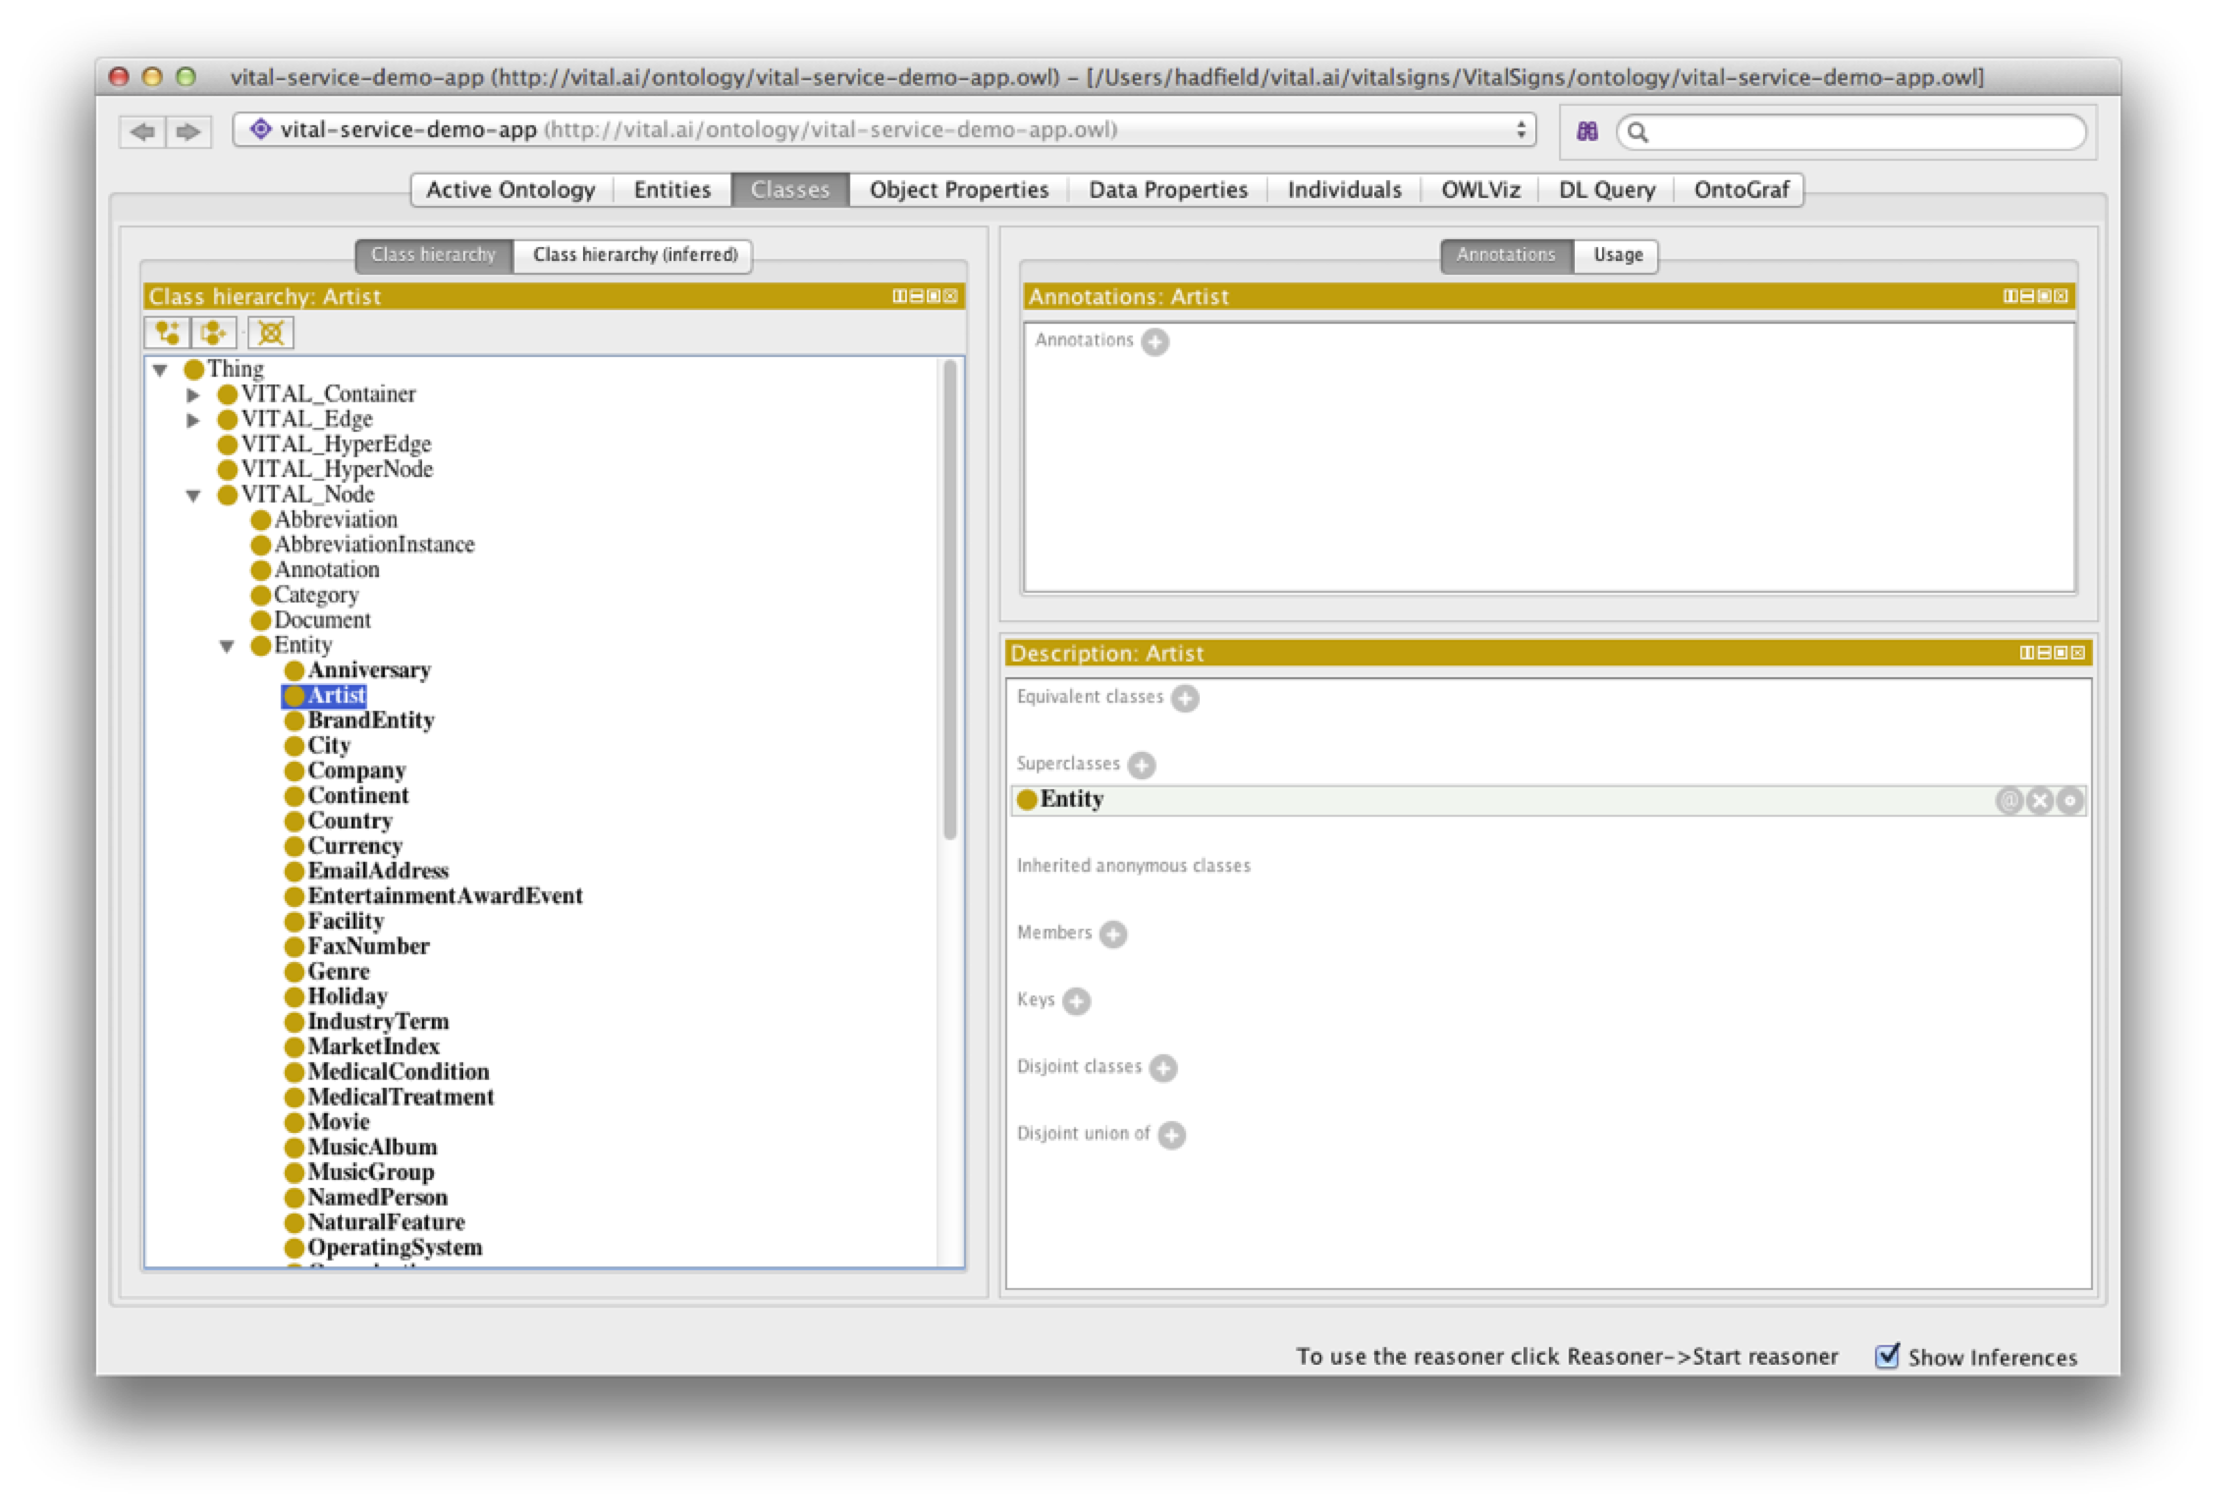 vital-service-demo-app (http://vital.ai/ontology/vital-service-demo-app.owl) – [/Users/hadfield/vital.ai/vitalsigns/VitalSigns/ontology/vital-service-demo-app.owl]
vital-service-demo-app (http://vital.ai/ontology/vital-service-demo-app.owl)
Active Ontology Entities Classes Object Properties Data Properties Individuals OWLViz DL Query OntoGraf
Class hierarchy Class hierarchy (inferred)
Class hierarchy: Artist
Thing
VITAL_Container
VITAL_Edge
VITAL_HyperEdge
VITAL_HyperNode
VITAL_Node
Abbreviation
AbbreviationInstance
Annotation
Category
Document
Entity
Anniversary
Artist
BrandEntity
City
Company
Continent
Country
Currency
EmailAddress
EntertainmentAwardEvent
Facility
FaxNumber
Genre
Holiday
IndustryTerm
MarketIndex
MedicalCondition
MedicalTreatment
Movie
MusicAlbum
MusicGroup
NamedPerson
NaturalFeature
OperatingSystem
Annotations Usage
Annotations: Artist
Annotations
Description: Artist
Equivalent classes
Superclasses
Entity
Inherited anonymous classes
Members
Keys
Disjoint classes
Disjoint union of
To use the reasoner click Reasoner->Start reasoner Show Inferences